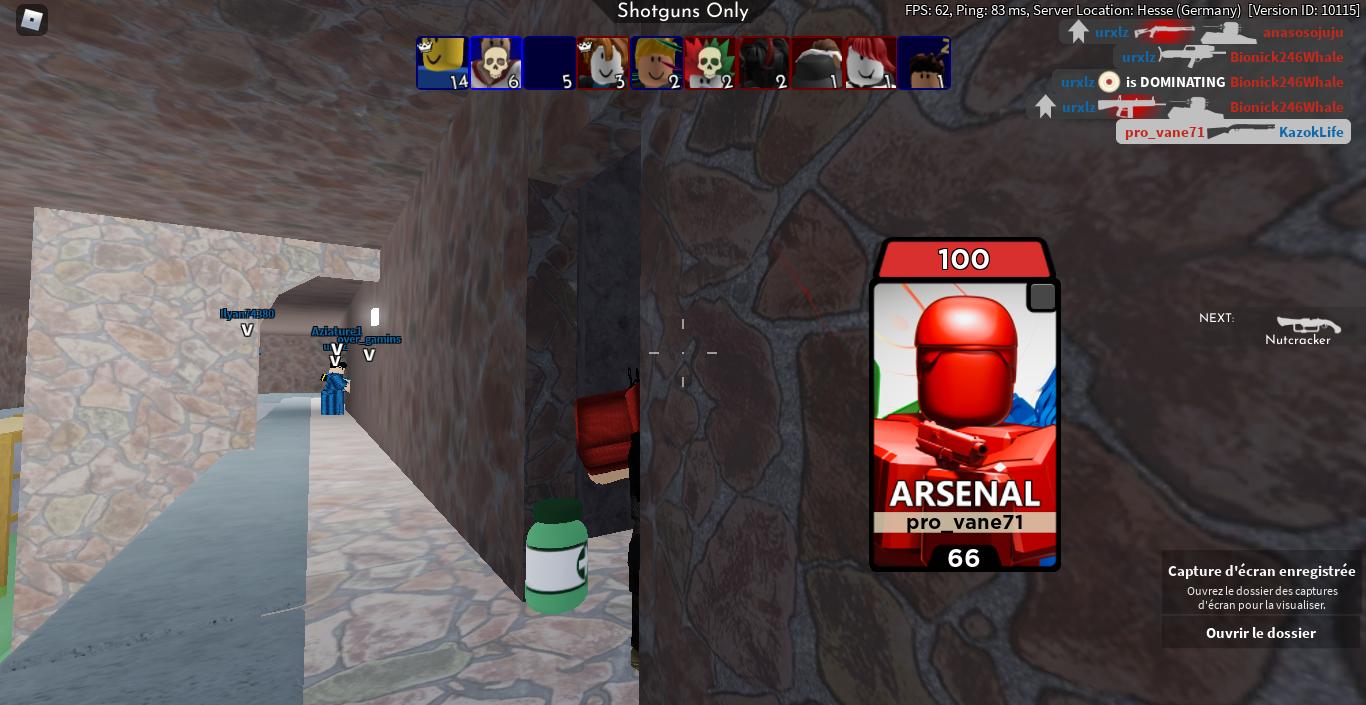 Shotguns Only
FPS: 62, Ping: 83 ms, Server Location: Hesse (Germany) [Version ID: 10115]
14 6 5 3 2 2 2 1 1 1
urxlz anasosojuju
urxlz Bionick246Whale
urxlz is DOMINATING Bionick246Whale
urxlz Bionick246Whale
pro_vane71 KazokLife
100
Ilyan74380
V
Aziature1
over_gamins
V
V
V
NEXT:
Nutcracker
ARSENAL
pro_vane71
66
Capture d'écran enregistrée
Ouvrez le dossier des captures
d'écran pour la visualiser.
Ouvrir le dossier